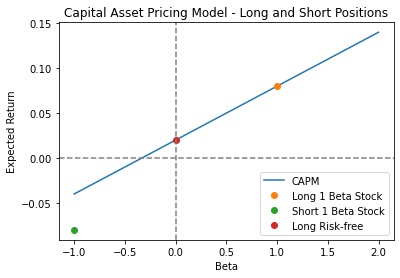 Capital Asset Pricing Model - Long and Short Positions
0.15
0.10
0.05
0.00
−0.05
Expected Return
−1.0 −0.5 0.0 0.5 1.0 1.5 2.0
Beta
CAPM
Long 1 Beta Stock
Short 1 Beta Stock
Long Risk-free